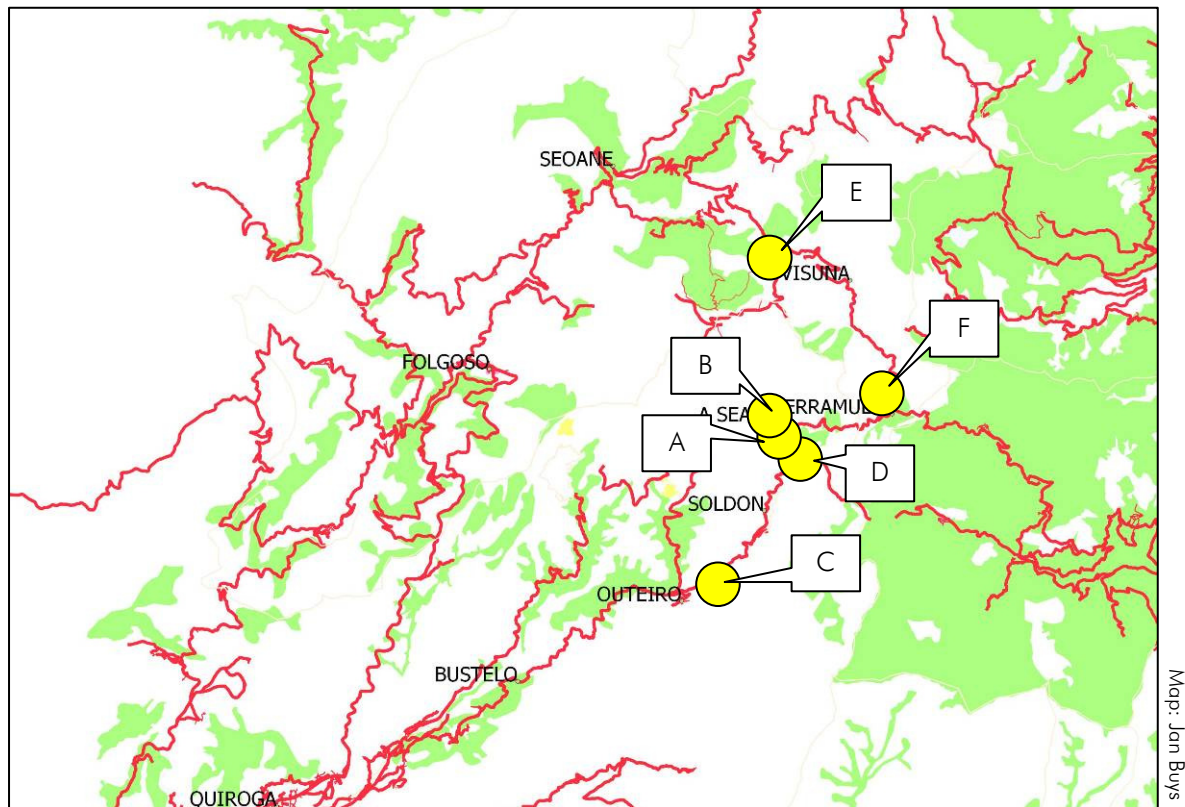 SEOANE
E
VISUNA
F
B
FOLGOSO
A SEA
ERRAMUL
A
D
SOLDON
C
OUTEIRO
BUSTELO
QUIROGA
Map: Jan Buys